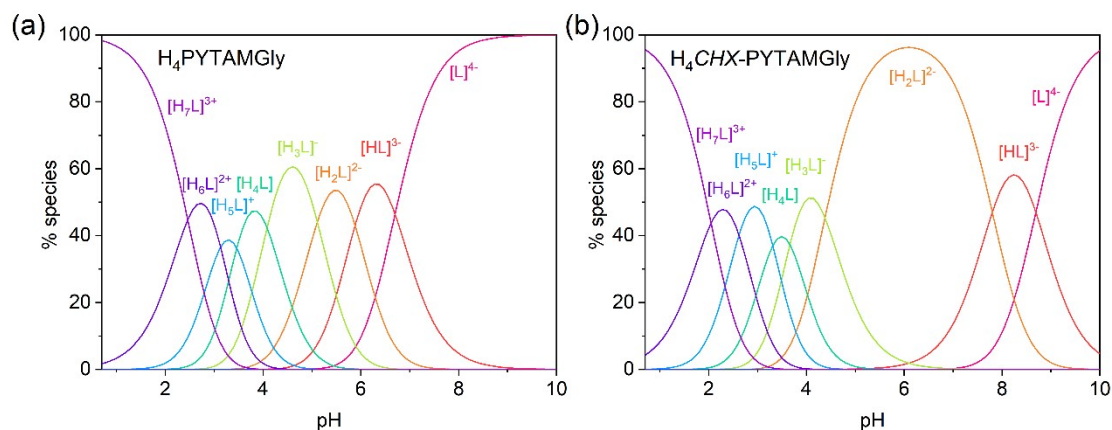 (a)
H₄PYTAMGly
[L]⁴⁻
[H₇L]³⁺
[H₃L]⁻
[HL]³⁻
[H₆L]²⁺
[H₄L]
[H₂L]²⁻
[H₅L]⁺
% species
100
80
60
40
20
0
2
4
6
8
10
pH
(b)
H₄CHX-PYTAMGly
[H₂L]²⁻
[L]⁴⁻
[H₇L]³⁺
[H₅L]⁺
[H₃L]⁻
[HL]³⁻
[H₆L]²⁺
[H₄L]
% species
100
80
60
40
20
0
2
4
6
8
10
pH